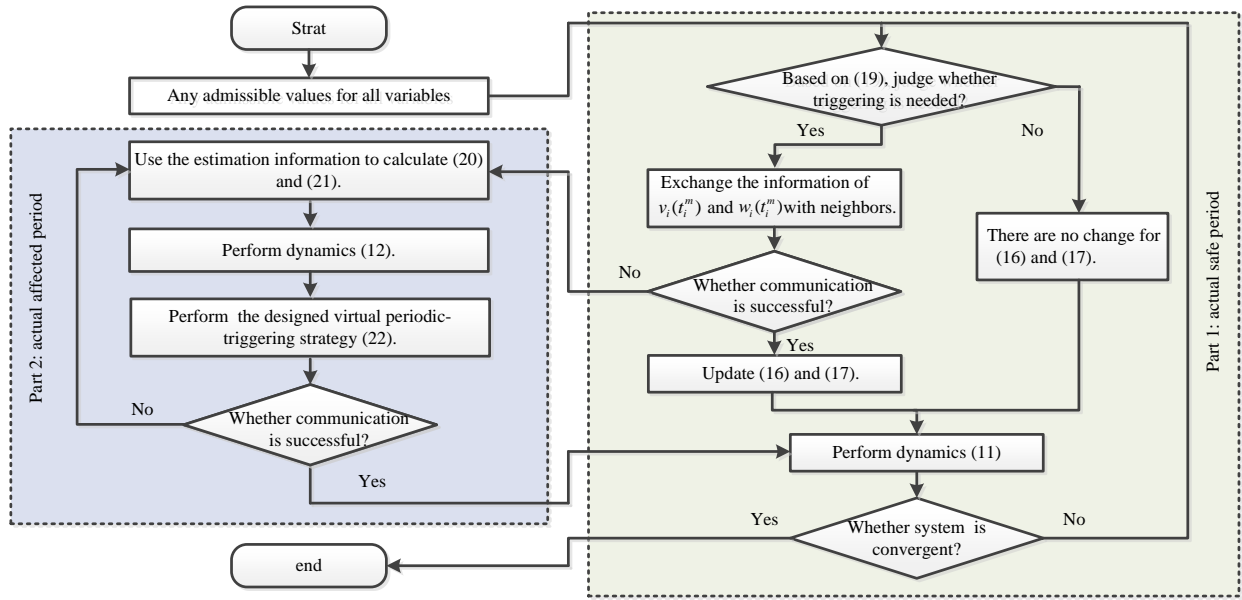 Strat
Any admissible values for all variables
Part 2: actual affected period
Use the estimation information to calculate (20)
and (21).
Perform dynamics (12).
Perform the designed virtual periodic-
triggering strategy (22).
Whether communication
is successful?
No
Yes
end
Part 1: actual safe period
Based on (19), judge whether
triggering is needed?
Yes
No
Exchange the information of
v_i(t_i^m) and w_i(t_i^m) with neighbors.
There are no change for
(16) and (17).
No
Whether communication
is successful?
Yes
Update (16) and (17).
Perform dynamics (11)
Whether system is
convergent?
Yes
No